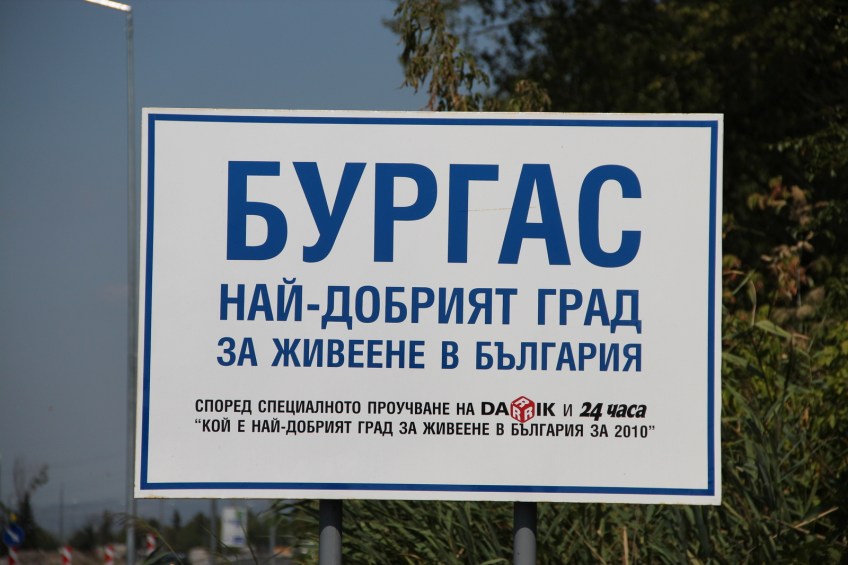 БУРГАС
НАЙ-ДОБРИЯТ ГРАД
ЗА ЖИВЕЕНЕ В БЪЛГАРИЯ
СПОРЕД СПЕЦИАЛНОТО ПРОУЧВАНЕ НА DARIK И 24 часа
“КОЙ Е НАЙ-ДОБРИЯТ ГРАД ЗА ЖИВЕЕНЕ В БЪЛГАРИЯ ЗА 2010”